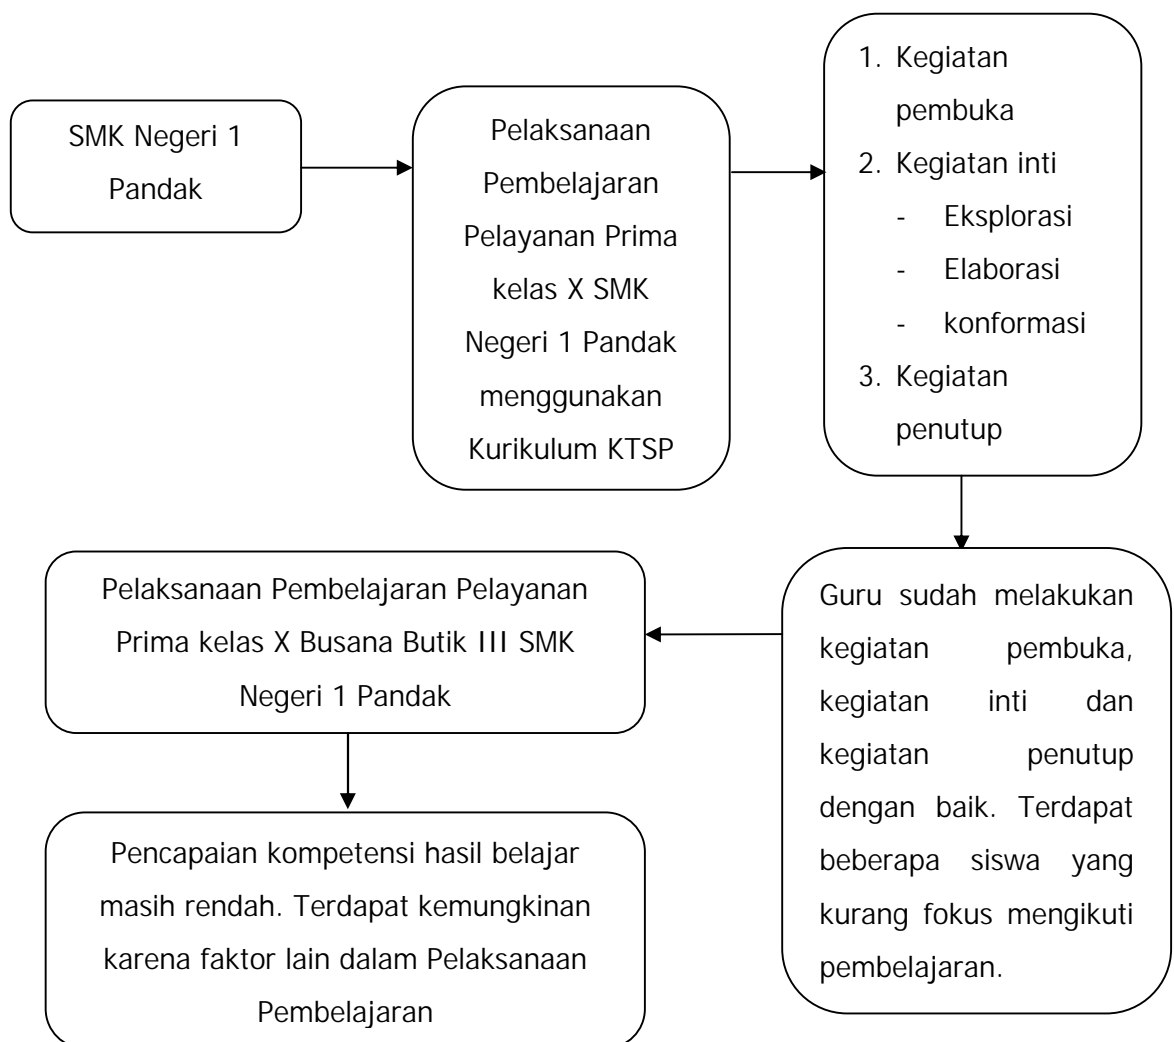 SMK Negeri 1
Pandak
Pelaksanaan
Pembelajaran
Pelayanan Prima
kelas X SMK
Negeri 1 Pandak
menggunakan
Kurikulum KTSP
1. Kegiatan
pembuka
2. Kegiatan inti
- Eksplorasi
- Elaborasi
- konformasi
3. Kegiatan
penutup
Guru sudah melakukan
kegiatan pembuka,
kegiatan inti dan
kegiatan penutup
dengan baik. Terdapat
beberapa siswa yang
kurang fokus mengikuti
pembelajaran.
Pelaksanaan Pembelajaran Pelayanan
Prima kelas X Busana Butik III SMK
Negeri 1 Pandak
Pencapaian kompetensi hasil belajar
masih rendah. Terdapat kemungkinan
karena faktor lain dalam Pelaksanaan
Pembelajaran